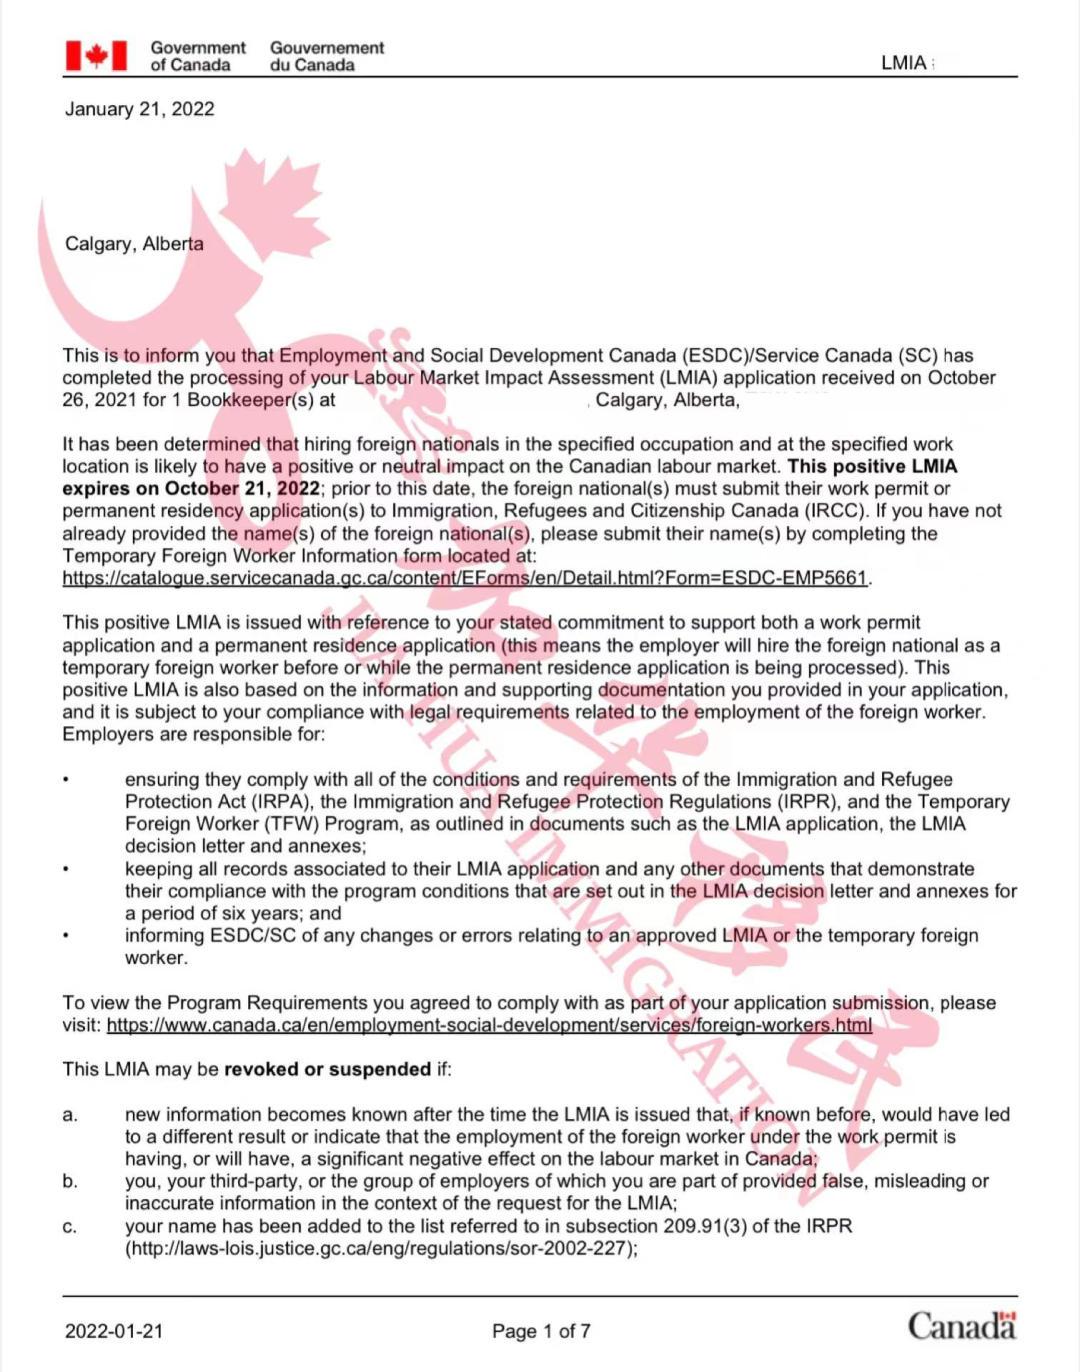 Government of Canada
Gouvernement du Canada
LMIA
January 21, 2022
Calgary, Alberta
This is to inform you that Employment and Social Development Canada (ESDC)/Service Canada (SC) has
completed the processing of your Labour Market Impact Assessment (LMIA) application received on October
26, 2021 for 1 Bookkeeper(s) at , Calgary, Alberta,
It has been determined that hiring foreign nationals in the specified occupation and at the specified work
location is likely to have a positive or neutral impact on the Canadian labour market. This positive LMIA
expires on October 21, 2022; prior to this date, the foreign national(s) must submit their work permit or
permanent residency application(s) to Immigration, Refugees and Citizenship Canada (IRCC). If you have not
already provided the name(s) of the foreign national(s), please submit their name(s) by completing the
Temporary Foreign Worker Information form located at:
https://catalogue.servicecanada.gc.ca/content/EForms/en/Detail.html?Form=ESDC-EMP5661.
This positive LMIA is issued with reference to your stated commitment to support both a work permit
application and a permanent residence application (this means the employer will hire the foreign national as a
temporary foreign worker before or while the permanent residence application is being processed). This
positive LMIA is also based on the information and supporting documentation you provided in your application,
and it is subject to your compliance with legal requirements related to the employment of the foreign worker.
Employers are responsible for:
• ensuring they comply with all of the conditions and requirements of the Immigration and Refugee
Protection Act (IRPA), the Immigration and Refugee Protection Regulations (IRPR), and the Temporary
Foreign Worker (TFW) Program, as outlined in documents such as the LMIA application, the LMIA
decision letter and annexes;
• keeping all records associated to their LMIA application and any other documents that demonstrate
their compliance with the program conditions that are set out in the LMIA decision letter and annexes for
a period of six years; and
• informing ESDC/SC of any changes or errors relating to an approved LMIA or the temporary foreign
worker.
To view the Program Requirements you agreed to comply with as part of your application submission, please
visit: https://www.canada.ca/en/employment-social-development/services/foreign-workers.html
This LMIA may be revoked or suspended if:
a. new information becomes known after the time the LMIA is issued that, if known before, would have led
to a different result or indicate that the employment of the foreign worker under the work permit is
having, or will have, a significant negative effect on the labour market in Canada;
b. you, your third-party, or the group of employers of which you are part of provided false, misleading or
inaccurate information in the context of the request for the LMIA;
c. your name has been added to the list referred to in subsection 209.91(3) of the IRPR
(http://laws-lois.justice.gc.ca/eng/regulations/sor-2002-227);
2022-01-21
Page 1 of 7
Canada
加华移民
JIA HUA IMMIGRATION